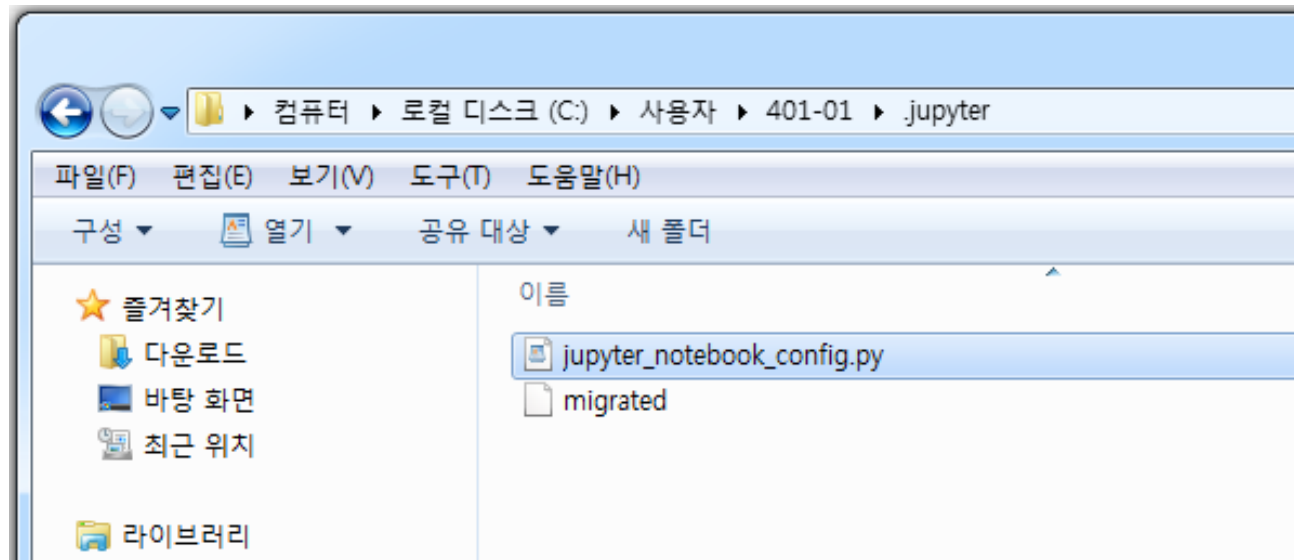 컴퓨터 ▸ 로컬 디스크 (C:) ▸ 사용자 ▸ 401-01 ▸ .jupyter
파일(F) 편집(E) 보기(V) 도구(T) 도움말(H)
구성 열기 공유 대상 새 폴더
즐겨찾기
다운로드
바탕 화면
최근 위치
라이브러리
이름
jupyter_notebook_config.py
migrated